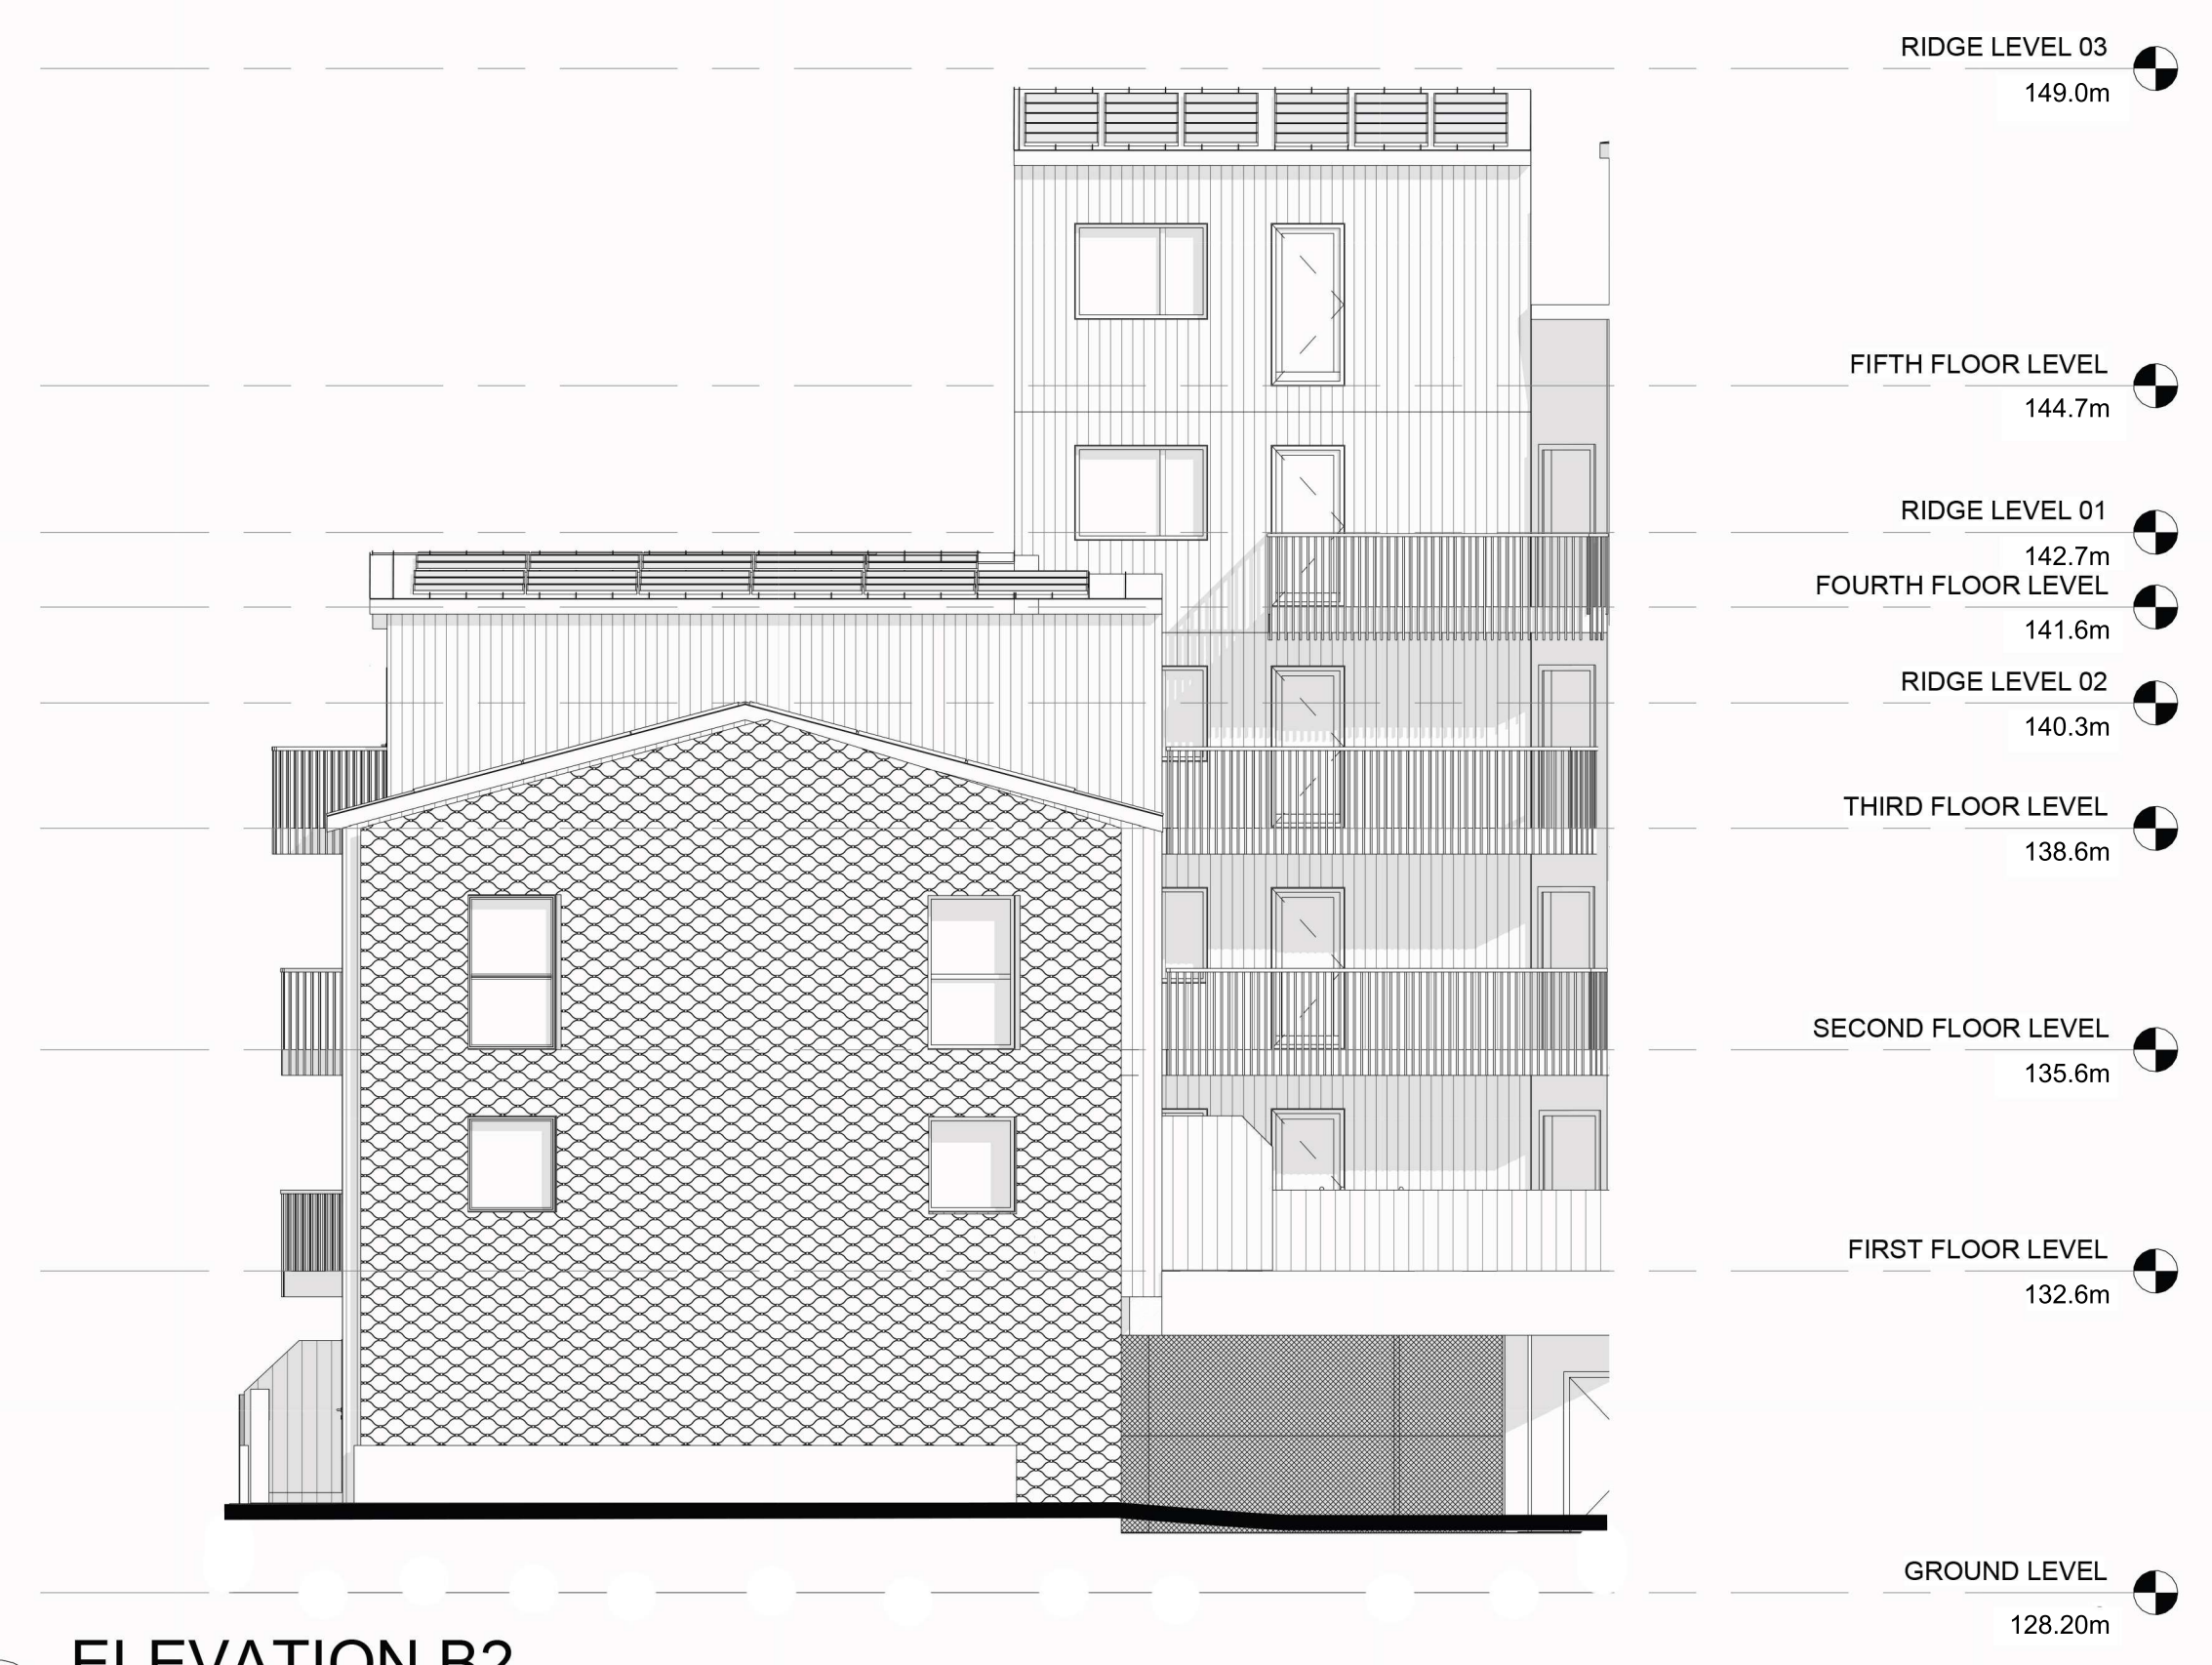 RIDGE LEVEL 03
149.0m
FIFTH FLOOR LEVEL
144.7m
RIDGE LEVEL 01
142.7m
FOURTH FLOOR LEVEL
141.6m
RIDGE LEVEL 02
140.3m
THIRD FLOOR LEVEL
138.6m
SECOND FLOOR LEVEL
135.6m
FIRST FLOOR LEVEL
132.6m
GROUND LEVEL
128.20m
ELEVATION B2